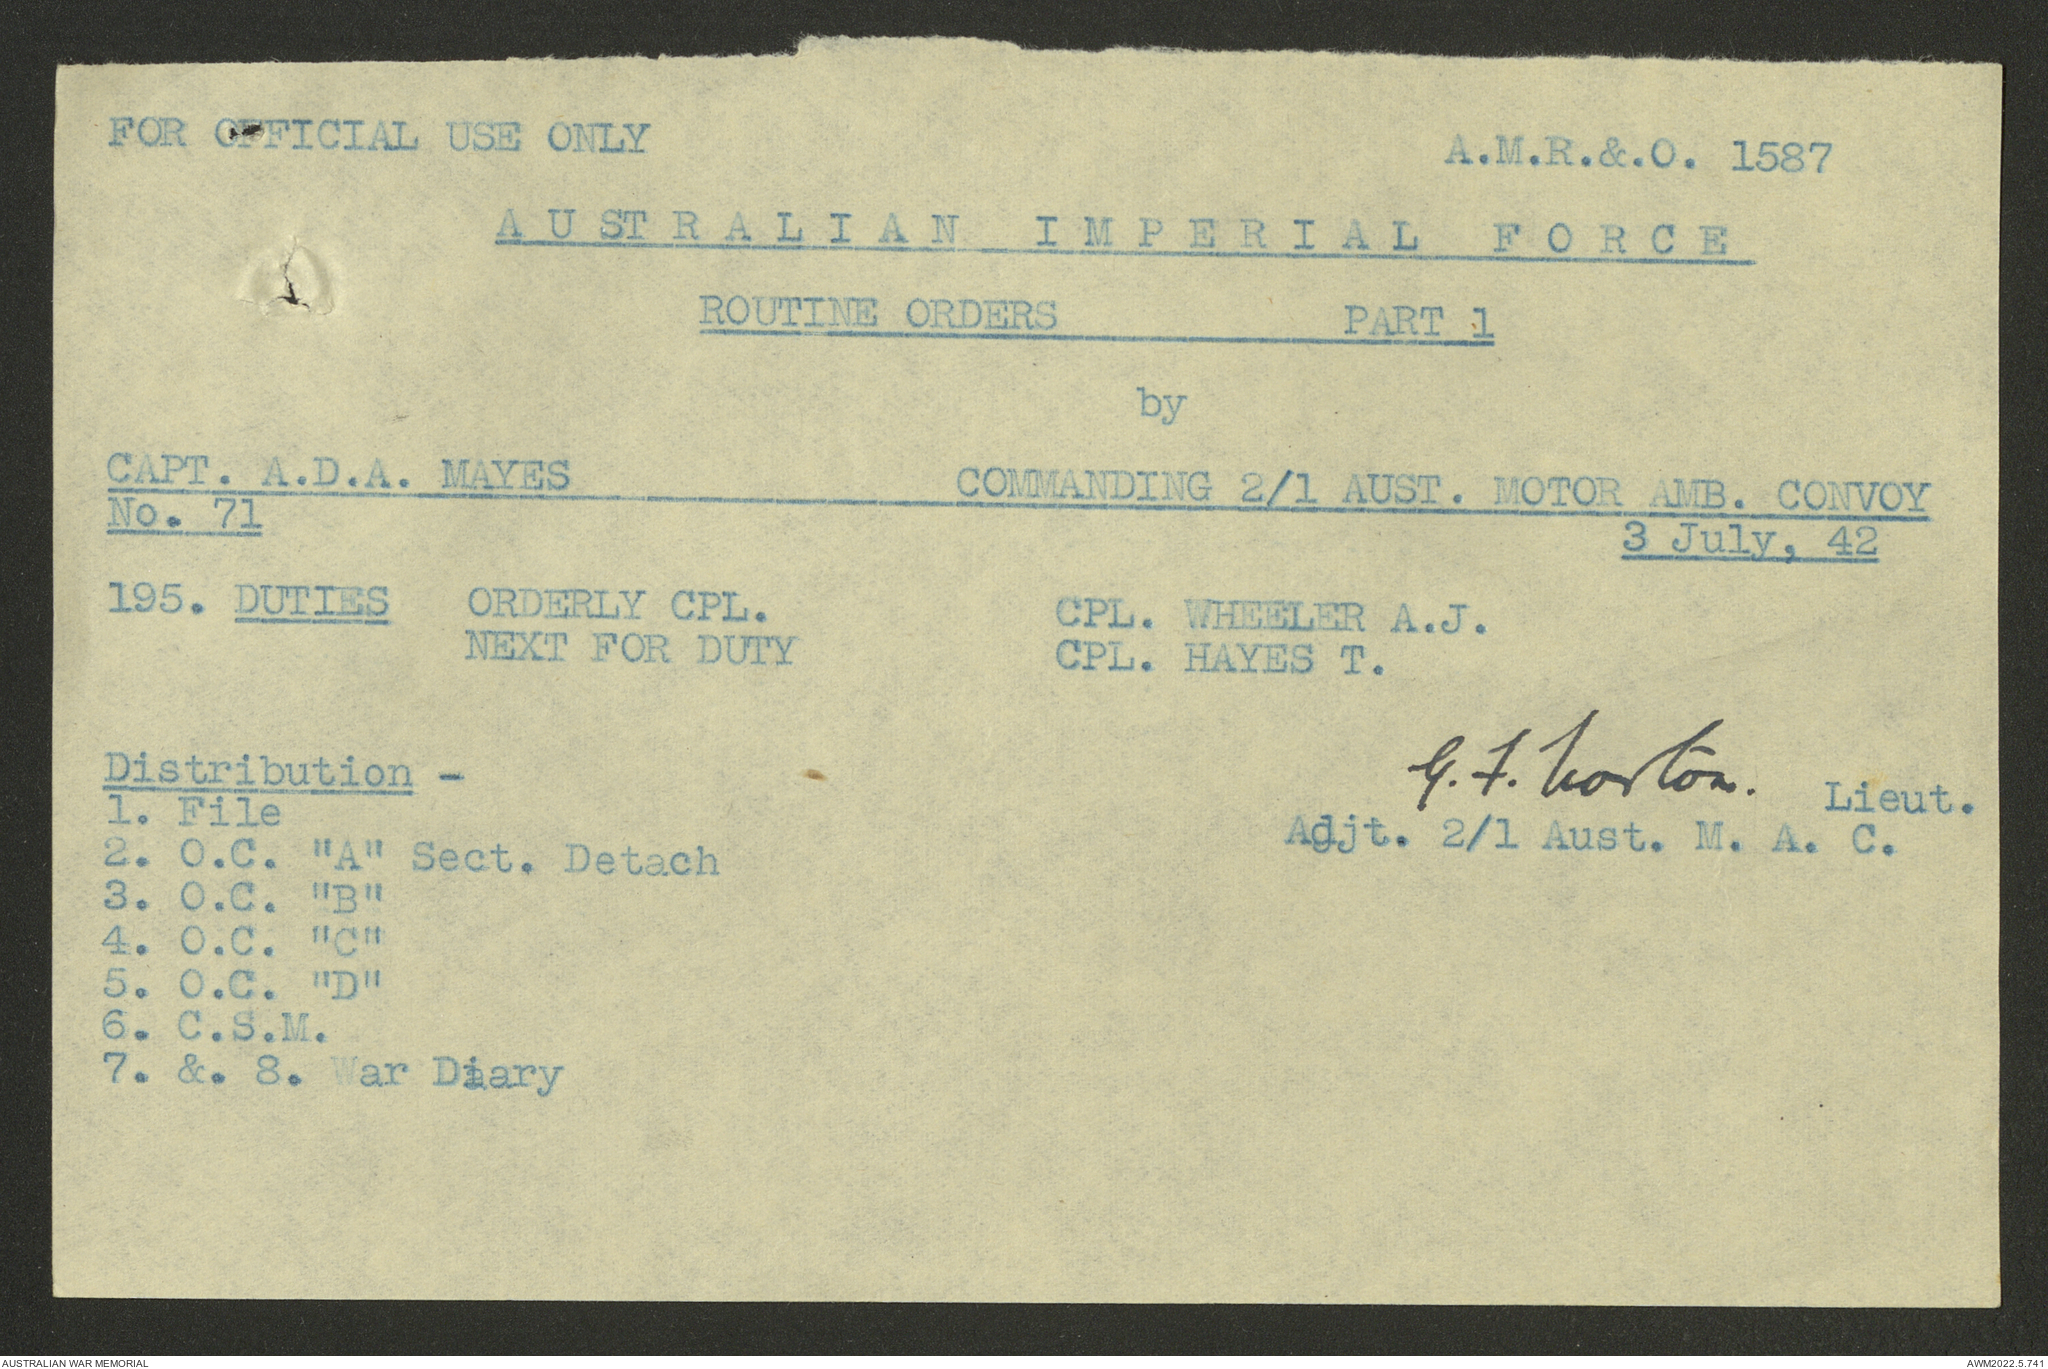 FOR OFFICIAL USE ONLY A.M.R.&.O. 1587
A U S T R A L I A N I M P E R I A L F O R C E
ROUTINE ORDERS PART 1
by
CAPT. A.D.A. MAYES COMMANDING 2/1 AUST. MOTOR AMB. CONVOY
No. 71 3 July, 42
195. DUTIES ORDERLY CPL. CPL. WHEELER A.J.
NEXT FOR DUTY CPL. HAYES T.
G. F. Norton. Lieut.
Adjt. 2/1 Aust. M. A. C.
Distribution -
1. File
2. O.C. "A" Sect. Detach
3. O.C. "B"
4. O.C. "C"
5. O.C. "D"
6. C.S.M.
7. &. 8. War Diary
AUSTRALIAN WAR MEMORIAL AWM2022.5.741